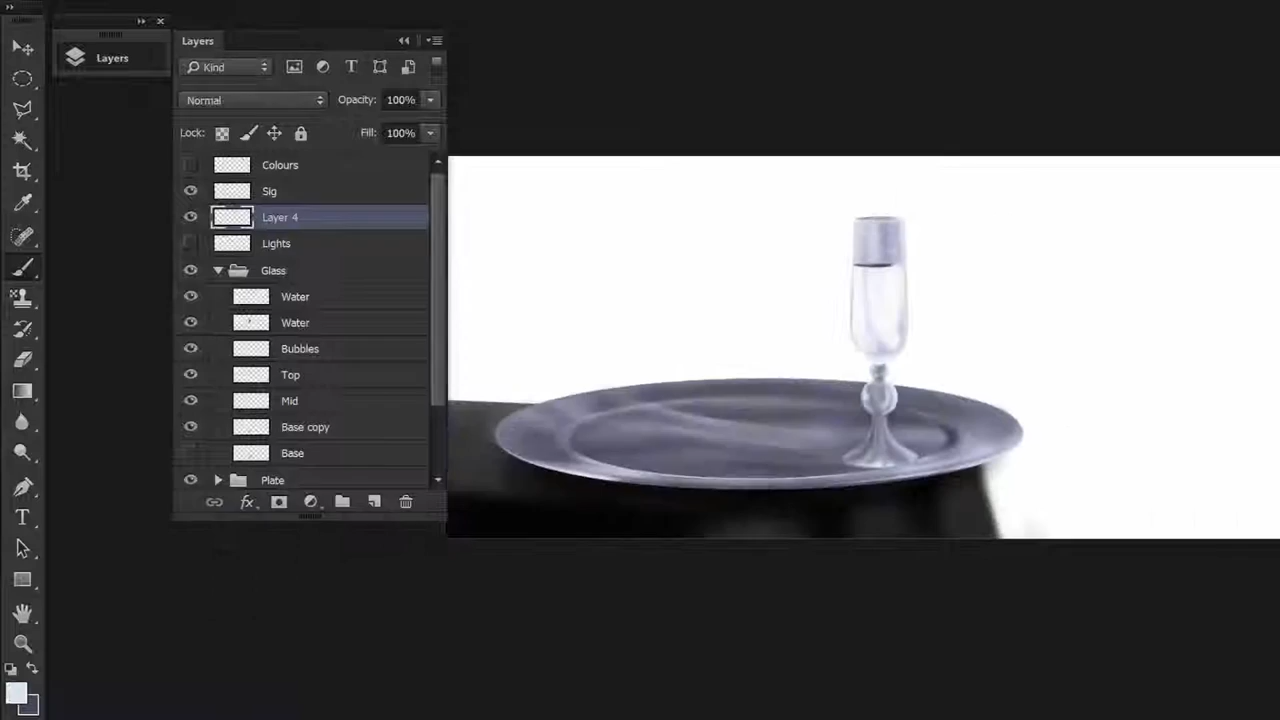 Layers
Layers
Kind
T
Normal
Opacity: 100%
Lock:
Fill: 100%
Colours
Sig
Layer 4
Lights
Glass
Water
Water
Bubbles
Top
Mid
Base copy
Base
Plate
fx
T